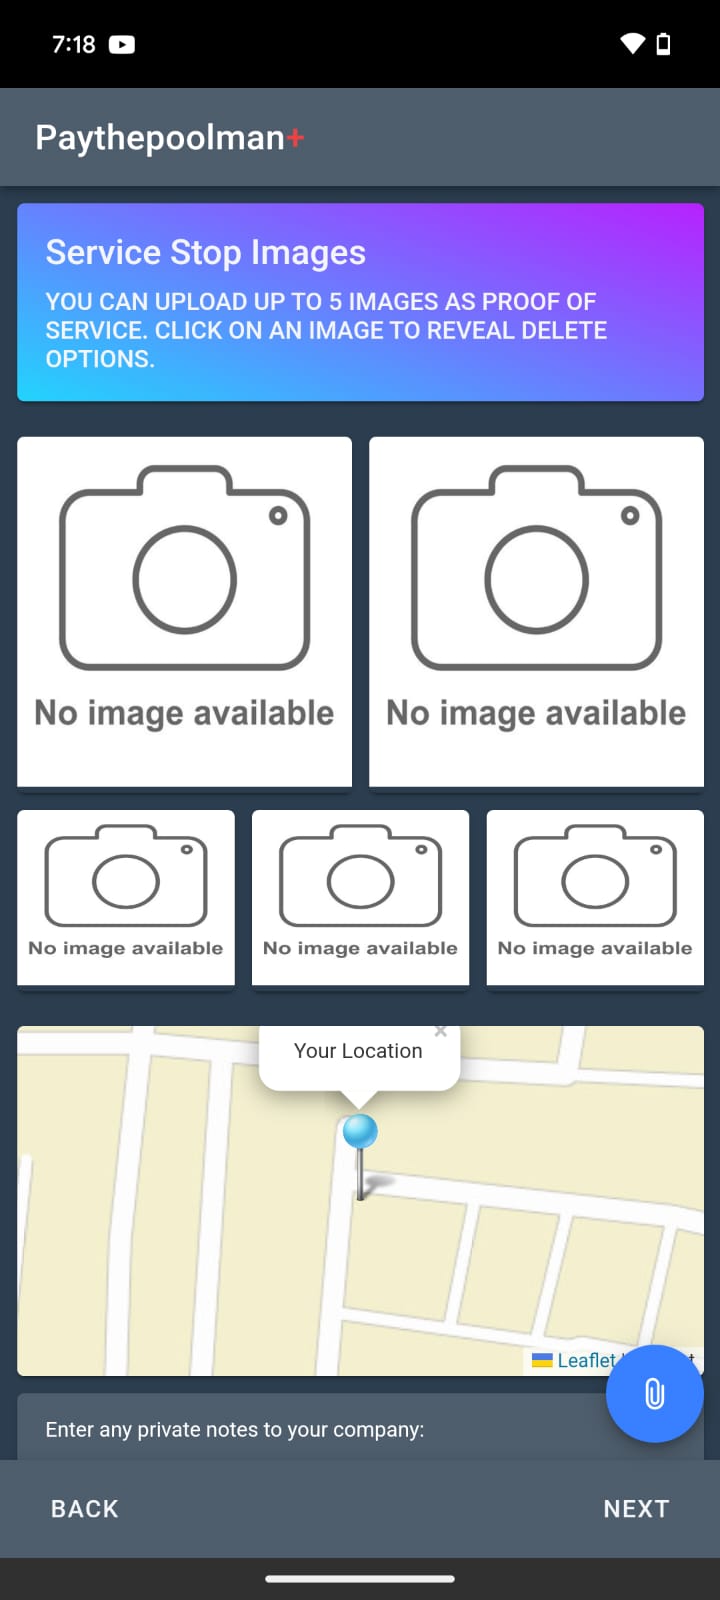 7:18
Paythepoolman+
Service Stop Images
YOU CAN UPLOAD UP TO 5 IMAGES AS PROOF OF
SERVICE. CLICK ON AN IMAGE TO REVEAL DELETE
OPTIONS.
No image available No image available
No image available No image available No image available
×
Your Location
Leaflet
Enter any private notes to your company:
BACK NEXT